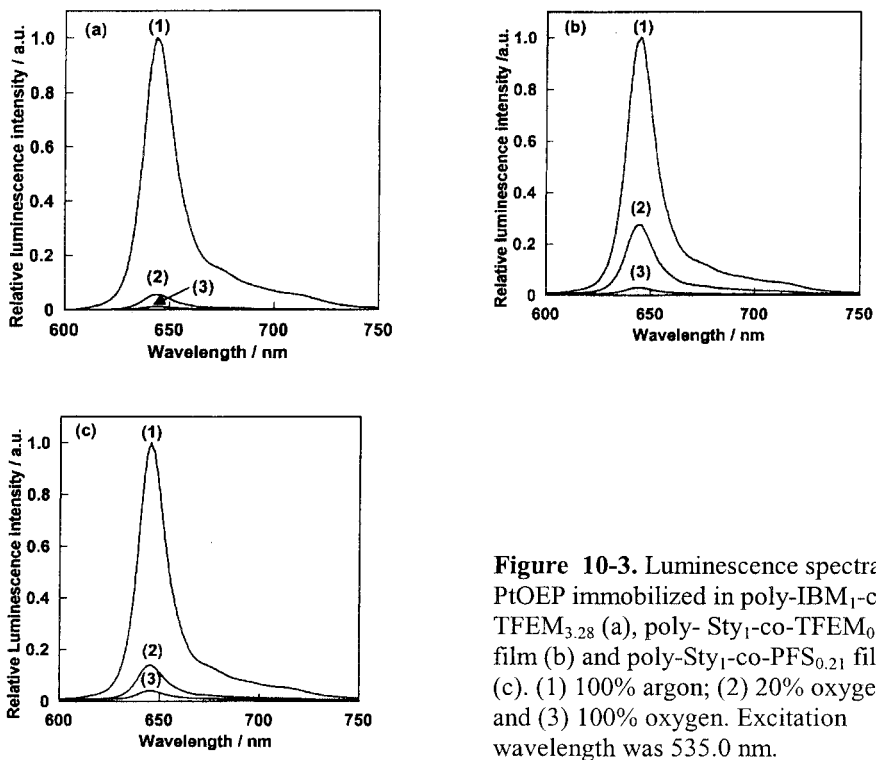 (a)
(1)
1.0
0.8
0.6
0.4
0.2
0
(2)
(3)
600
650
700
750
Wavelength / nm
Relative luminescence intensity / a.u.
(b)
(1)
1.0
0.8
0.6
0.4
0.2
0
(2)
(3)
600
650
700
750
Wavelength / nm
Relative luminescence intensity /a.u.
(c)
(1)
1.0
0.8
0.6
0.4
0.2
0
(2)
(3)
600
650
700
750
Wavelength / nm
Relative Luminescence intensity / a.u.
Figure 10-3. Luminescence spectra
PtOEP immobilized in poly-IBM₁-c
TFEM₃.₂₈ (a), poly- Sty₁-co-TFEM₀
film (b) and poly-Sty₁-co-PFS₀.₂₁ fil
(c). (1) 100% argon; (2) 20% oxyge
and (3) 100% oxygen. Excitation
wavelength was 535.0 nm.